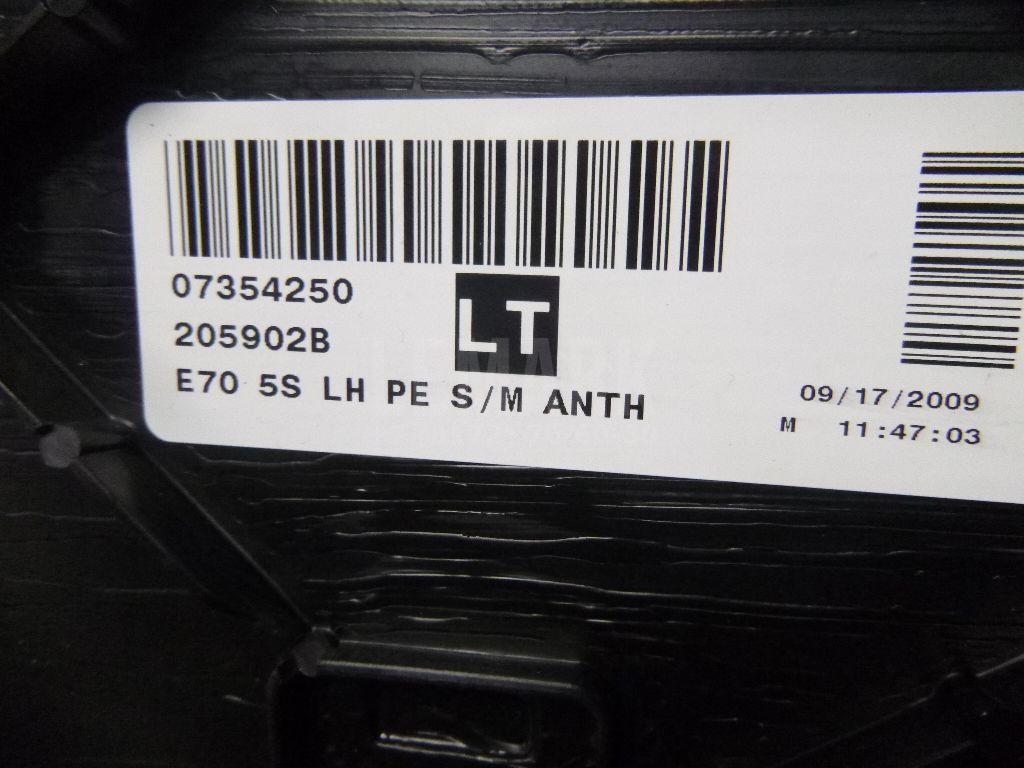 07354250
205902B
LT
E70 5S LH PE S/M ANTH
09/17/2009
M 11:47:03